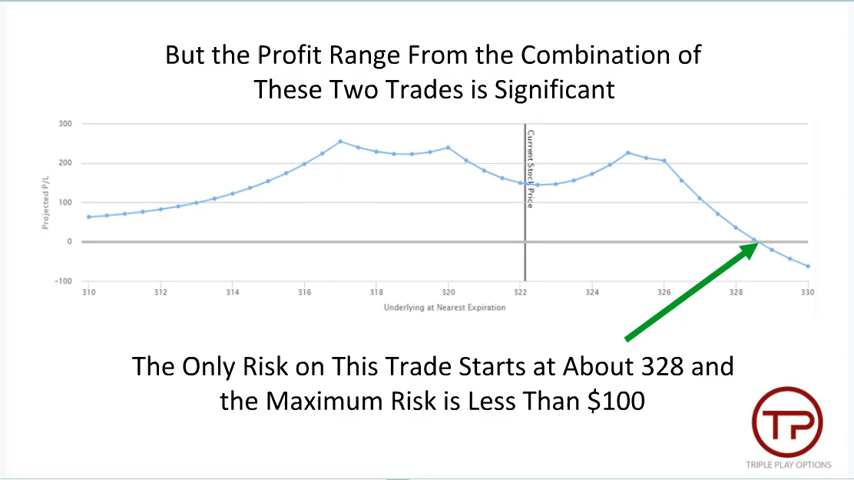 But the Profit Range From the Combination of
These Two Trades is Significant
300
200
100
0
-100
Projected P/L
Current Stock Price
310 312 314 316 318 320 322 324 326 328 330
Underlying at Nearest Expiration
The Only Risk on This Trade Starts at About 328 and
the Maximum Risk is Less Than $100
TP
TRIPLE PLAY OPTIONS